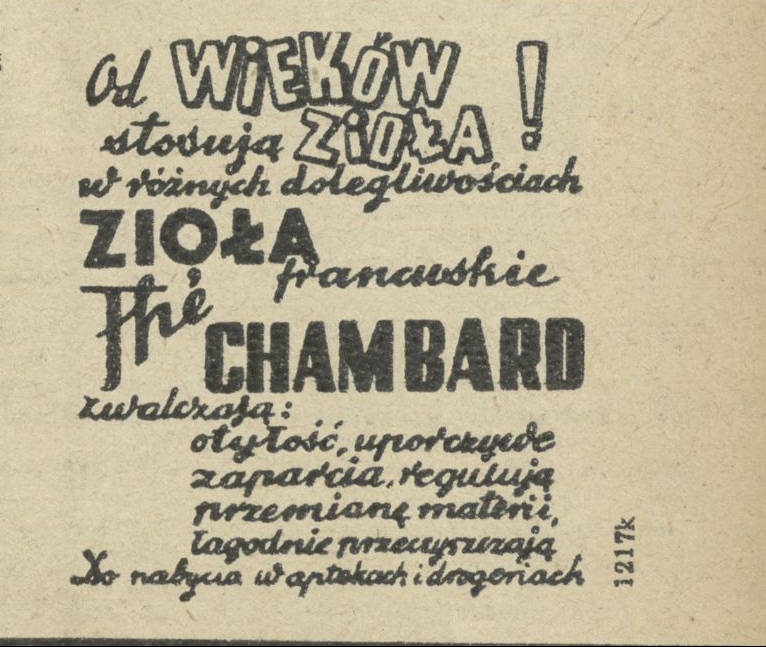 Od WiEKÓW !
stosują ZiOŁA
w różnych dolegliwościach
ZIOŁA
francuskie
Thé
CHAMBARD
zwalczają:
otyłość, uporczywe
zaparcia, regulują
przemianę materii,
łagodnie przeczyszczają
Do nabycia w aptekach i drogeriach
1217k